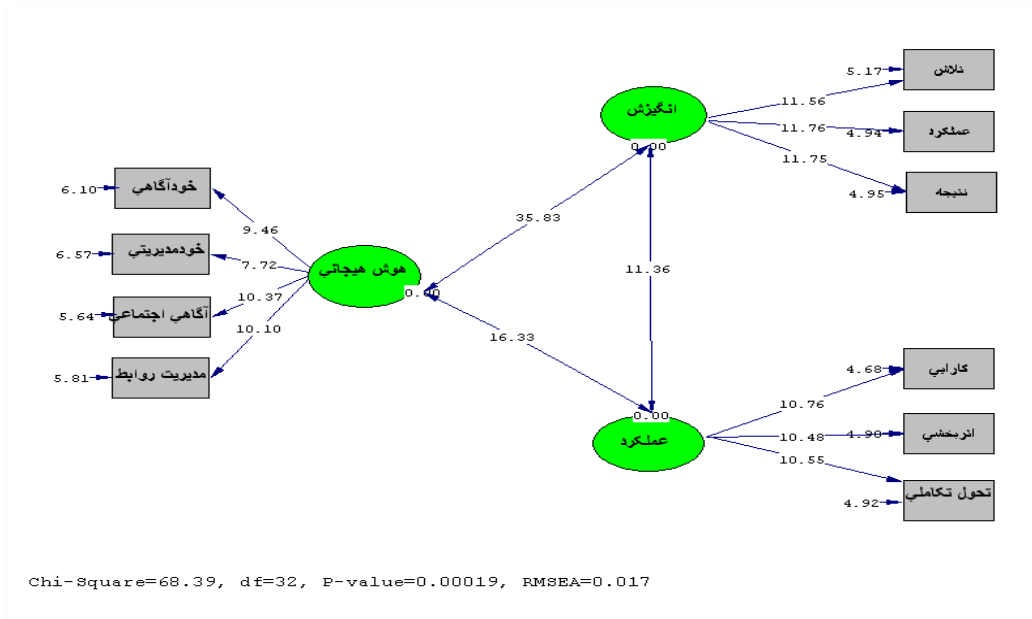 5.17
تلاش
11.56
انگيزش
11.76
4.94
عملکرد
0.00
11.75
4.95
نتيجه
6.10
خودآگاهي
9.46
35.83
6.57
خودمديريتي
7.72
هوش هيجاني
11.36
0.00
10.37
5.64
آگاهي اجتماعي
10.10
16.33
5.81
مديريت روابط
4.68
کارايي
10.76
0.00
عملکرد
10.48
4.90
اثربخشي
10.55
4.92
تحول تکاملي
Chi-Square=68.39, df=32, P-value=0.00019, RMSEA=0.017